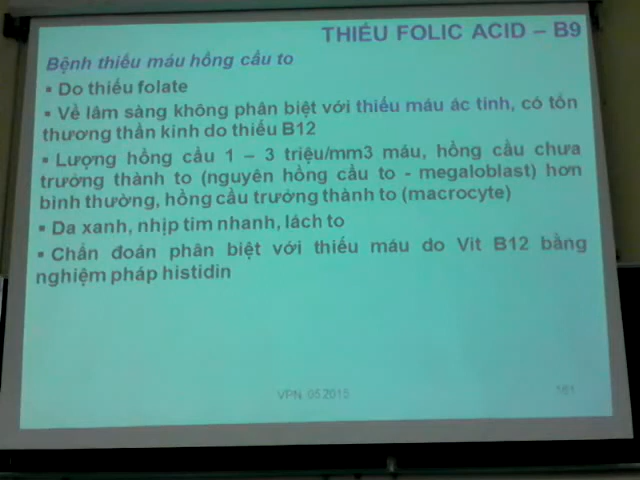 THIẾU FOLIC ACID – B9
Bệnh thiếu máu hồng cầu to
▪ Do thiếu folate
▪ Về lâm sàng không phân biệt với thiếu máu ác tính, có tổn
thương thần kinh do thiếu B12
▪ Lượng hồng cầu 1 – 3 triệu/mm3 máu, hồng cầu chưa
trưởng thành to (nguyên hồng cầu to - megaloblast) hơn
bình thường, hồng cầu trưởng thành to (macrocyte)
▪ Da xanh, nhịp tim nhanh, lách to
▪ Chẩn đoán phân biệt với thiếu máu do Vit B12 bằng
nghiệm pháp histidin
VPN 05.2015